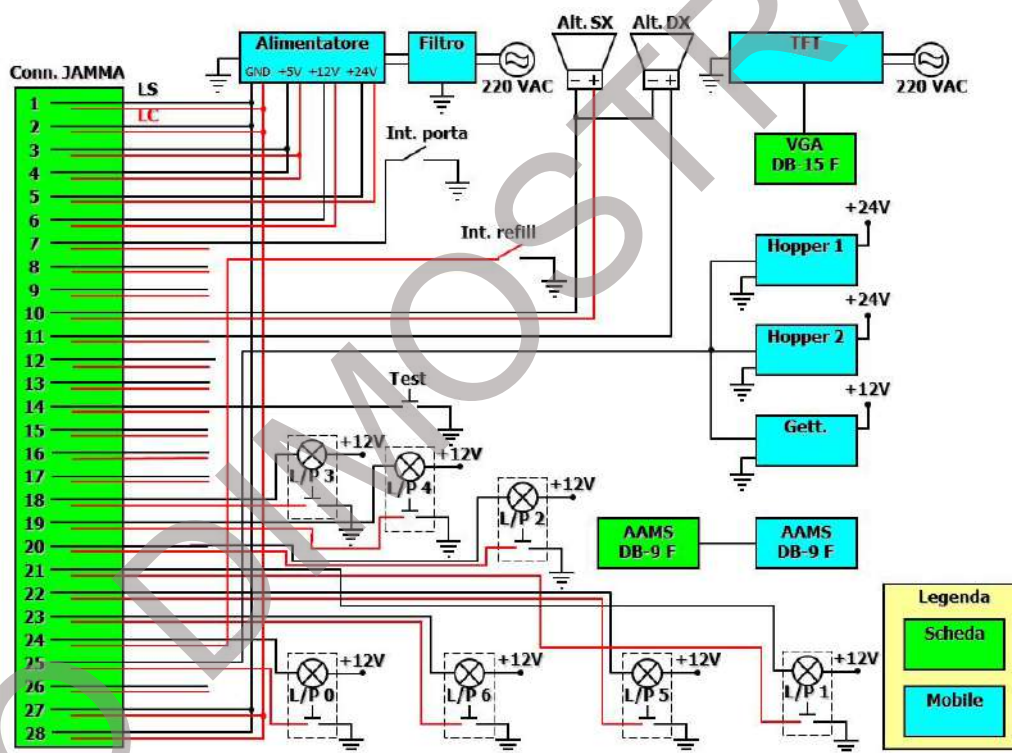 Alt. SX
Alt. DX
Alimentatore
GND +5V +12V +24V
Filtro
220 VAC
TFT
220 VAC
Conn. JAMMA
LS
LC
Int. porta
VGA
DB-15 F
Int. refill
+24V
Hopper 1
+24V
Hopper 2
+12V
Gett.
Test
+12V
L/P 3
+12V
L/P 4
+12V
L/P 2
AAMS
DB-9 F
AAMS
DB-9 F
+12V
L/P 0
+12V
L/P 6
+12V
L/P 5
+12V
L/P 1
Legenda
Scheda
Mobile
1
2
3
4
5
6
7
8
9
10
11
12
13
14
15
16
17
18
19
20
21
22
23
24
25
26
27
28
- +
- +
O DIMOSTRA